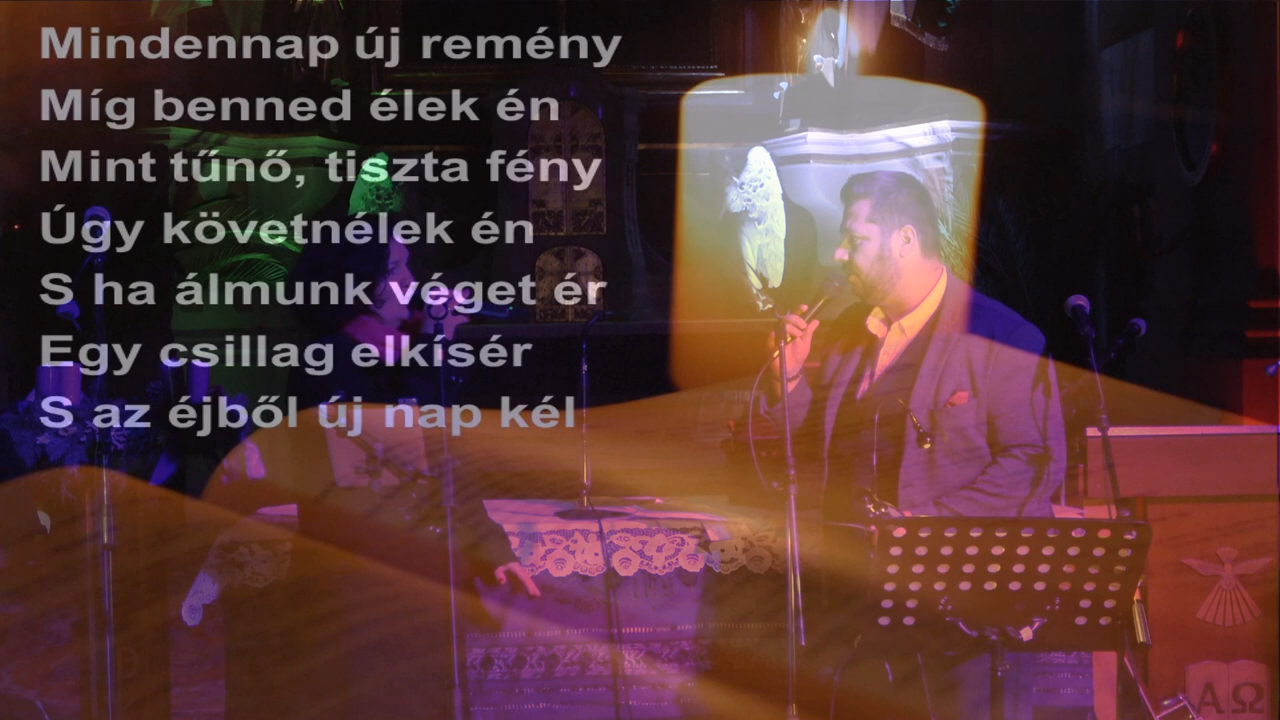 Mindennap új remény
Míg benned élek én
Mint tűnő, tiszta fény
Úgy követnélek én
S ha álmunk véget ér
Egy csillag elkísér
S az éjből új nap kél
Α Ω